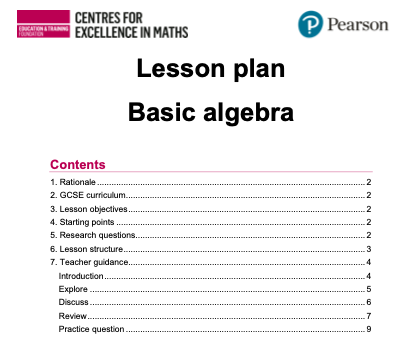 EDUCATION & TRAINING
FOUNDATION
CENTRES FOR
EXCELLENCE IN MATHS
P Pearson
Lesson plan
Basic algebra
Contents
1. Rationale 2
2. GCSE curriculum 2
3. Lesson objectives 2
4. Starting points 2
5. Research questions 2
6. Lesson structure 3
7. Teacher guidance 4
Introduction 4
Explore 5
Discuss 6
Review 7
Practice question 9